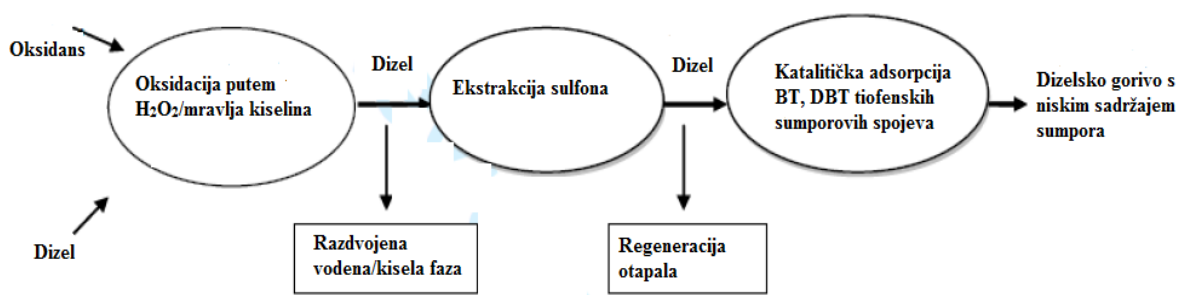 Oksidans
Dizel
Oksidacija putem
H₂O₂/mravlja kiselina
Dizel
Razdvojena
vodena/kisela faza
Ekstrakcija sulfona
Dizel
Regeneracija
otapala
Katalitička adsorpcija
BT, DBT tiofenskih
sumporovih spojeva
Dizelsko gorivo s
niskim sadržajem
sumpora